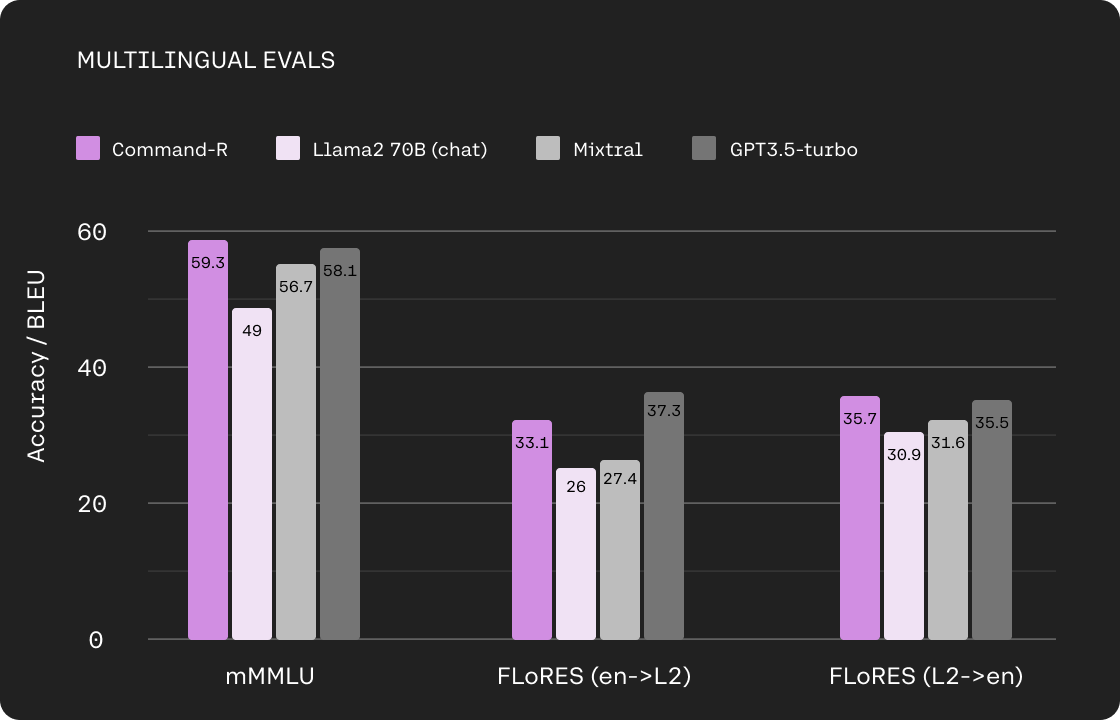 MULTILINGUAL EVALS
Command-R Llama2 70B (chat) Mixtral GPT3.5-turbo
Accuracy / BLEU
60
40
20
0
59.3 49 56.7 58.1
33.1 26 27.4 37.3
35.7 30.9 31.6 35.5
mMMLU FLoRES (en->L2) FLoRES (L2->en)